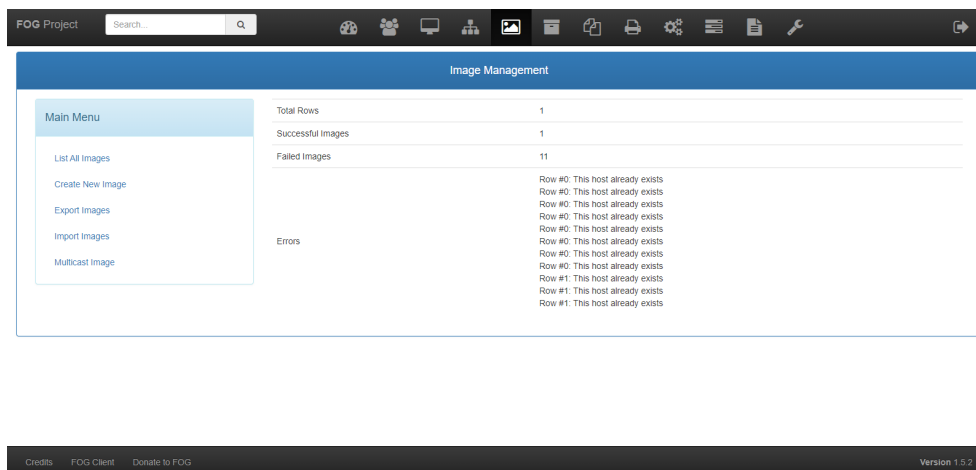 FOG Project
Search...
Image Management
Main Menu
List All Images
Create New Image
Export Images
Import Images
Multicast Image
Total Rows 1
Successful Images 1
Failed Images 11
Errors
Row #0: This host already exists
Row #0: This host already exists
Row #0: This host already exists
Row #0: This host already exists
Row #0: This host already exists
Row #0: This host already exists
Row #0: This host already exists
Row #0: This host already exists
Row #1: This host already exists
Row #1: This host already exists
Row #1: This host already exists
Credits FOG Client Donate to FOG Version 1.5.2